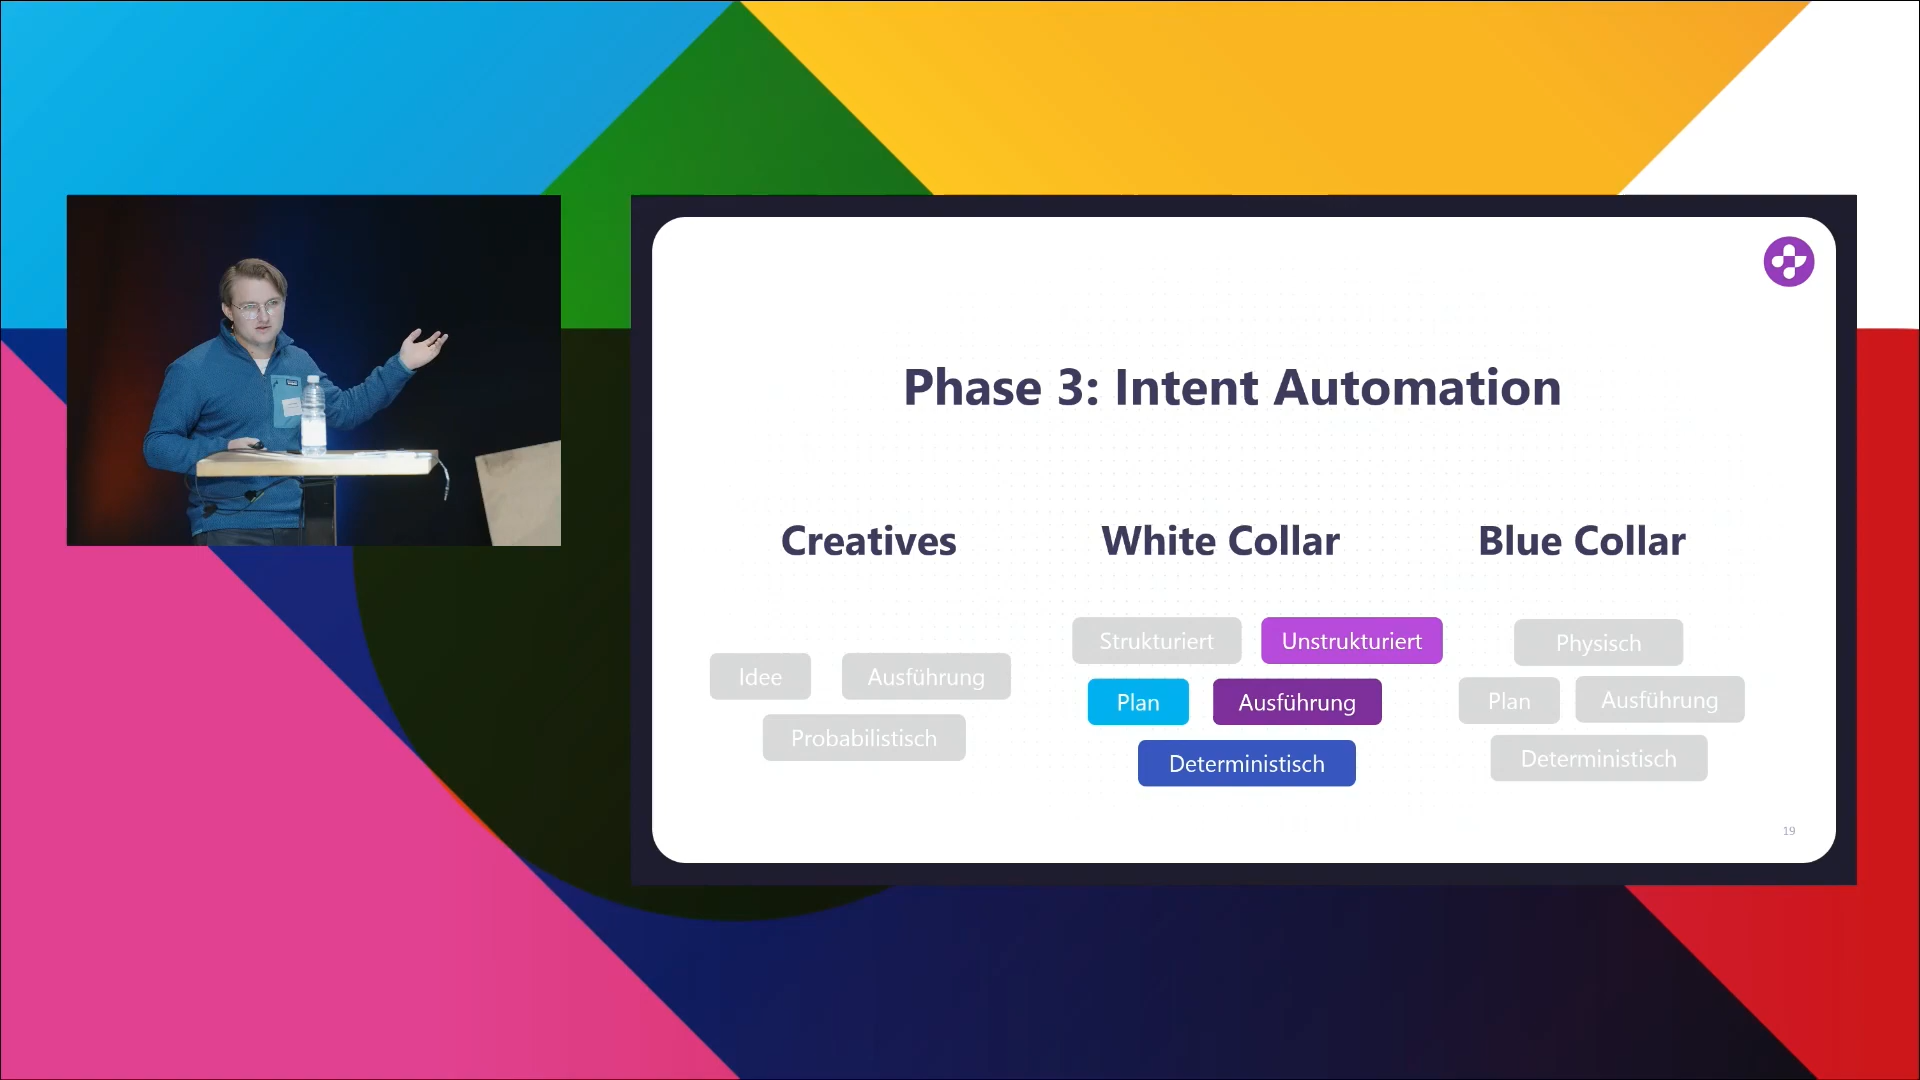 Phase 3: Intent Automation
Creatives
White Collar
Blue Collar
Idee
Ausführung
Probabilistisch
Strukturiert
Unstrukturiert
Plan
Ausführung
Deterministisch
Physisch
Plan
Ausführung
Deterministisch
19